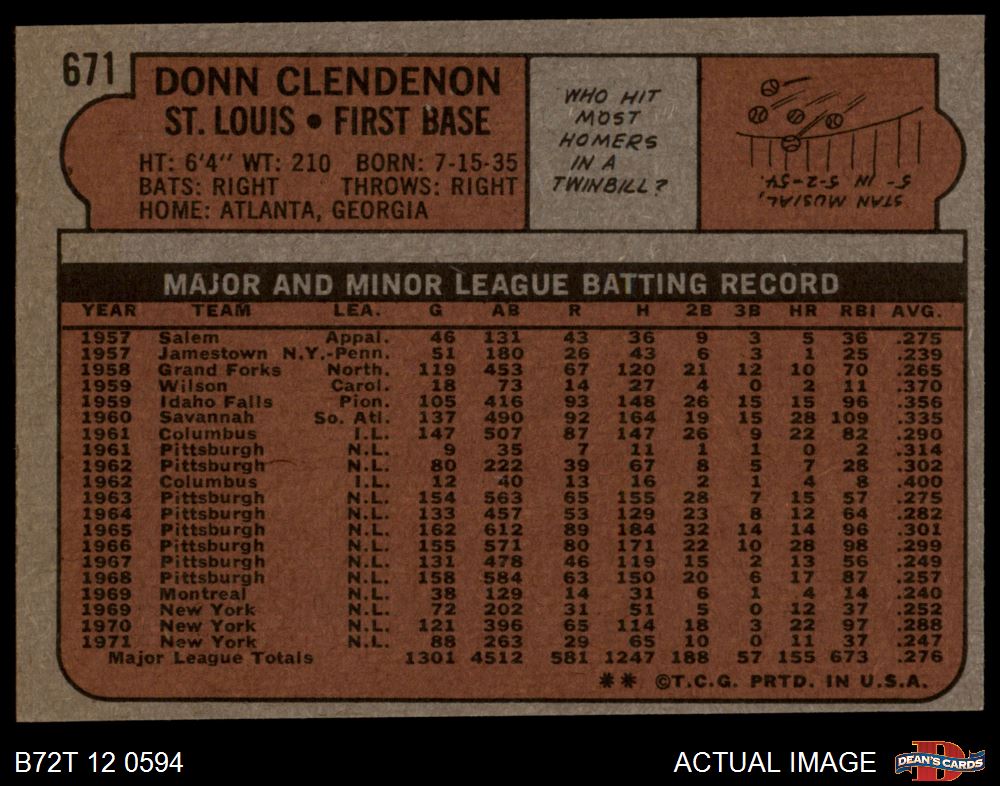 671
DONN CLENDENON
ST. LOUIS • FIRST BASE
HT: 6'4" WT: 210 BORN: 7-15-35
BATS: RIGHT THROWS: RIGHT
HOME: ATLANTA, GEORGIA
WHO HIT
MOST
HOMERS
IN A
TWINBILL?
STAN MUSIAL,
5- IN 5-2-54.
MAJOR AND MINOR LEAGUE BATTING RECORD
YEAR TEAM LEA. G AB R H 2B 3B HR RBI AVG.
1957 Salem Appal. 46 131 43 36 9 3 5 36 .275
1957 Jamestown N.Y.-Penn. 51 180 26 43 6 3 1 25 .239
1958 Grand Forks North. 119 453 67 120 21 12 10 70 .265
1959 Wilson Carol. 18 73 14 27 4 0 2 11 .370
1959 Idaho Falls Pion. 105 416 93 148 26 15 15 96 .356
1960 Savannah So. Atl. 137 490 92 164 19 15 28 109 .335
1961 Columbus I.L. 147 507 87 147 26 9 22 82 .290
1961 Pittsburgh N.L. 9 35 7 11 1 1 0 2 .314
1962 Pittsburgh N.L. 80 222 39 67 8 5 7 28 .302
1962 Columbus I.L. 12 40 13 16 2 1 4 8 .400
1963 Pittsburgh N.L. 154 563 65 155 28 7 15 57 .275
1964 Pittsburgh N.L. 133 457 53 129 23 8 12 64 .282
1965 Pittsburgh N.L. 162 612 89 184 32 14 14 96 .301
1966 Pittsburgh N.L. 155 571 80 171 22 10 28 98 .299
1967 Pittsburgh N.L. 131 478 46 119 15 2 13 56 .249
1968 Pittsburgh N.L. 158 584 63 150 20 6 17 87 .257
1969 Montreal N.L. 38 129 14 31 6 1 4 14 .240
1969 New York N.L. 72 202 31 51 5 0 12 37 .252
1970 New York N.L. 121 396 65 114 18 3 22 97 .288
1971 New York N.L. 88 263 29 65 10 0 11 37 .247
Major League Totals 1301 4512 581 1247 188 57 155 673 .276
** ©T.C.G. PRTD. IN U.S.A.
B72T 12 0594
ACTUAL IMAGE
D
DEAN'S CARDS